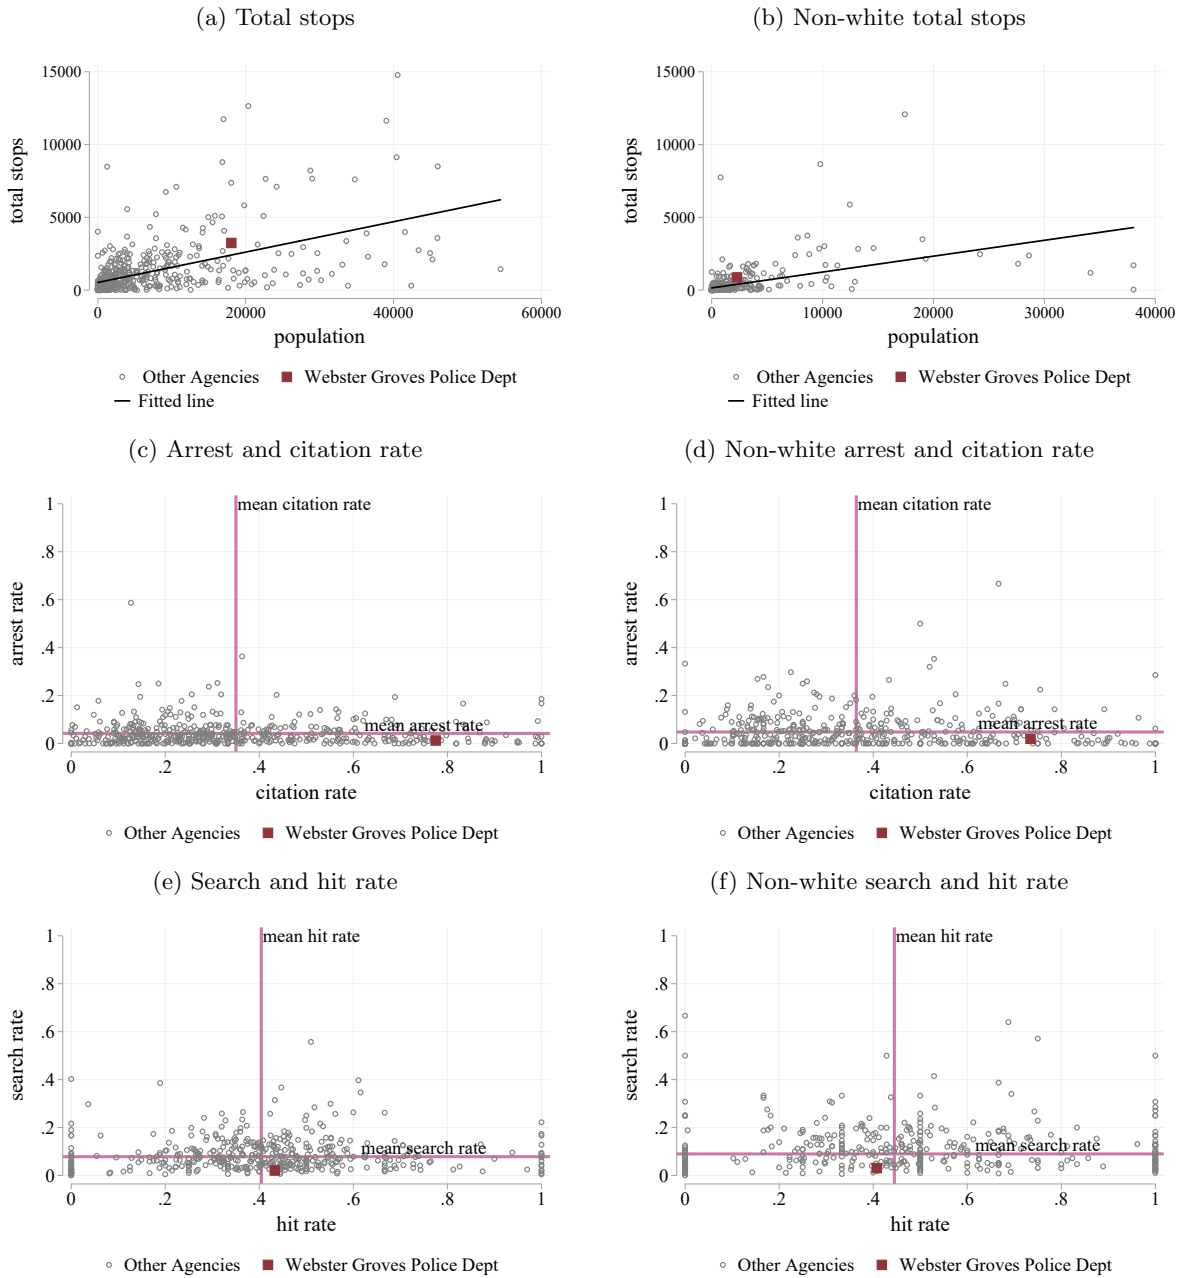 (a) Total stops
(b) Non-white total stops
total stops
15000
10000
5000
0
0 20000 40000 60000
population
Other Agencies Webster Groves Police Dept
Fitted line
total stops
15000
10000
5000
0
0 10000 20000 30000 40000
population
Other Agencies Webster Groves Police Dept
Fitted line
(c) Arrest and citation rate
(d) Non-white arrest and citation rate
arrest rate
1
.8
.6
.4
.2
0
mean citation rate
mean arrest rate
0 .2 .4 .6 .8 1
citation rate
Other Agencies Webster Groves Police Dept
arrest rate
1
.8
.6
.4
.2
0
mean citation rate
mean arrest rate
0 .2 .4 .6 .8 1
citation rate
Other Agencies Webster Groves Police Dept
(e) Search and hit rate
(f) Non-white search and hit rate
search rate
1
.8
.6
.4
.2
0
mean hit rate
mean search rate
0 .2 .4 .6 .8 1
hit rate
Other Agencies Webster Groves Police Dept
search rate
1
.8
.6
.4
.2
0
mean hit rate
mean search rate
0 .2 .4 .6 .8 1
hit rate
Other Agencies Webster Groves Police Dept